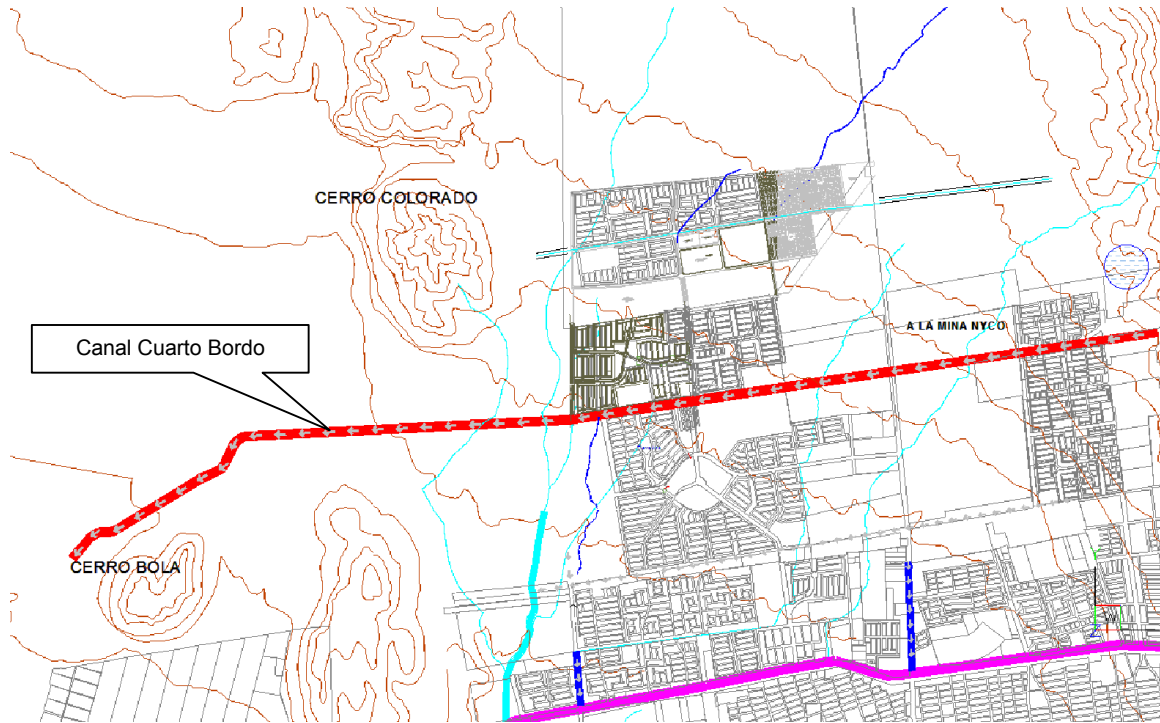 CERRO COLORADO
A LA MINA NYCO
Canal Cuarto Bordo
CERRO BOLA
W